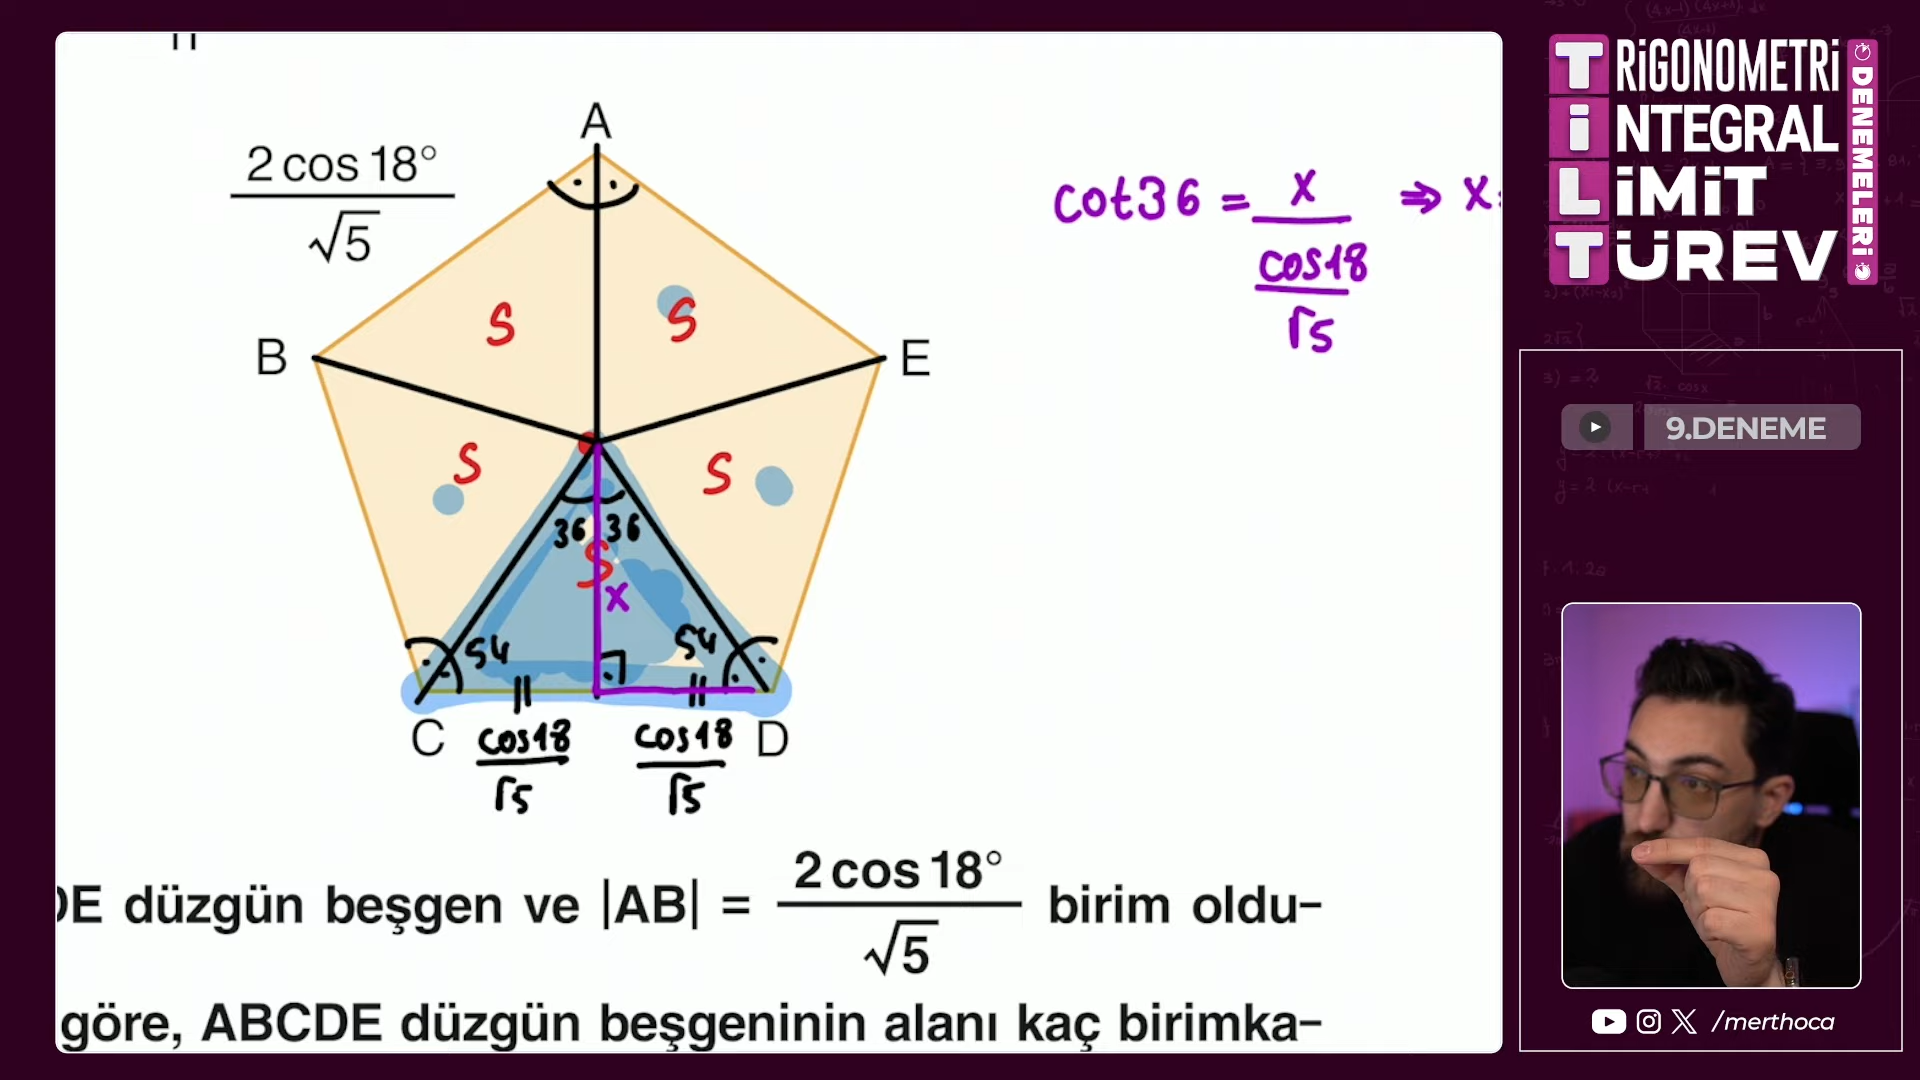 A
2 cos 18°
√5
cot36 = x / (cos18 / √5) ⇒ x
B
E
S
S
S
S
36 36
S
x
54
54
C
D
cos18
√5
cos18
√5
düzgün beşgen ve |AB| = 2 cos 18° / √5 birim oldu-
göre, ABCDE düzgün beşgeninin alanı kaç birimka-
TRİGONOMETRİ
İNTEGRAL
LİMİT
TÜREV
DENEMELERİ
9.DENEME
/merthoca